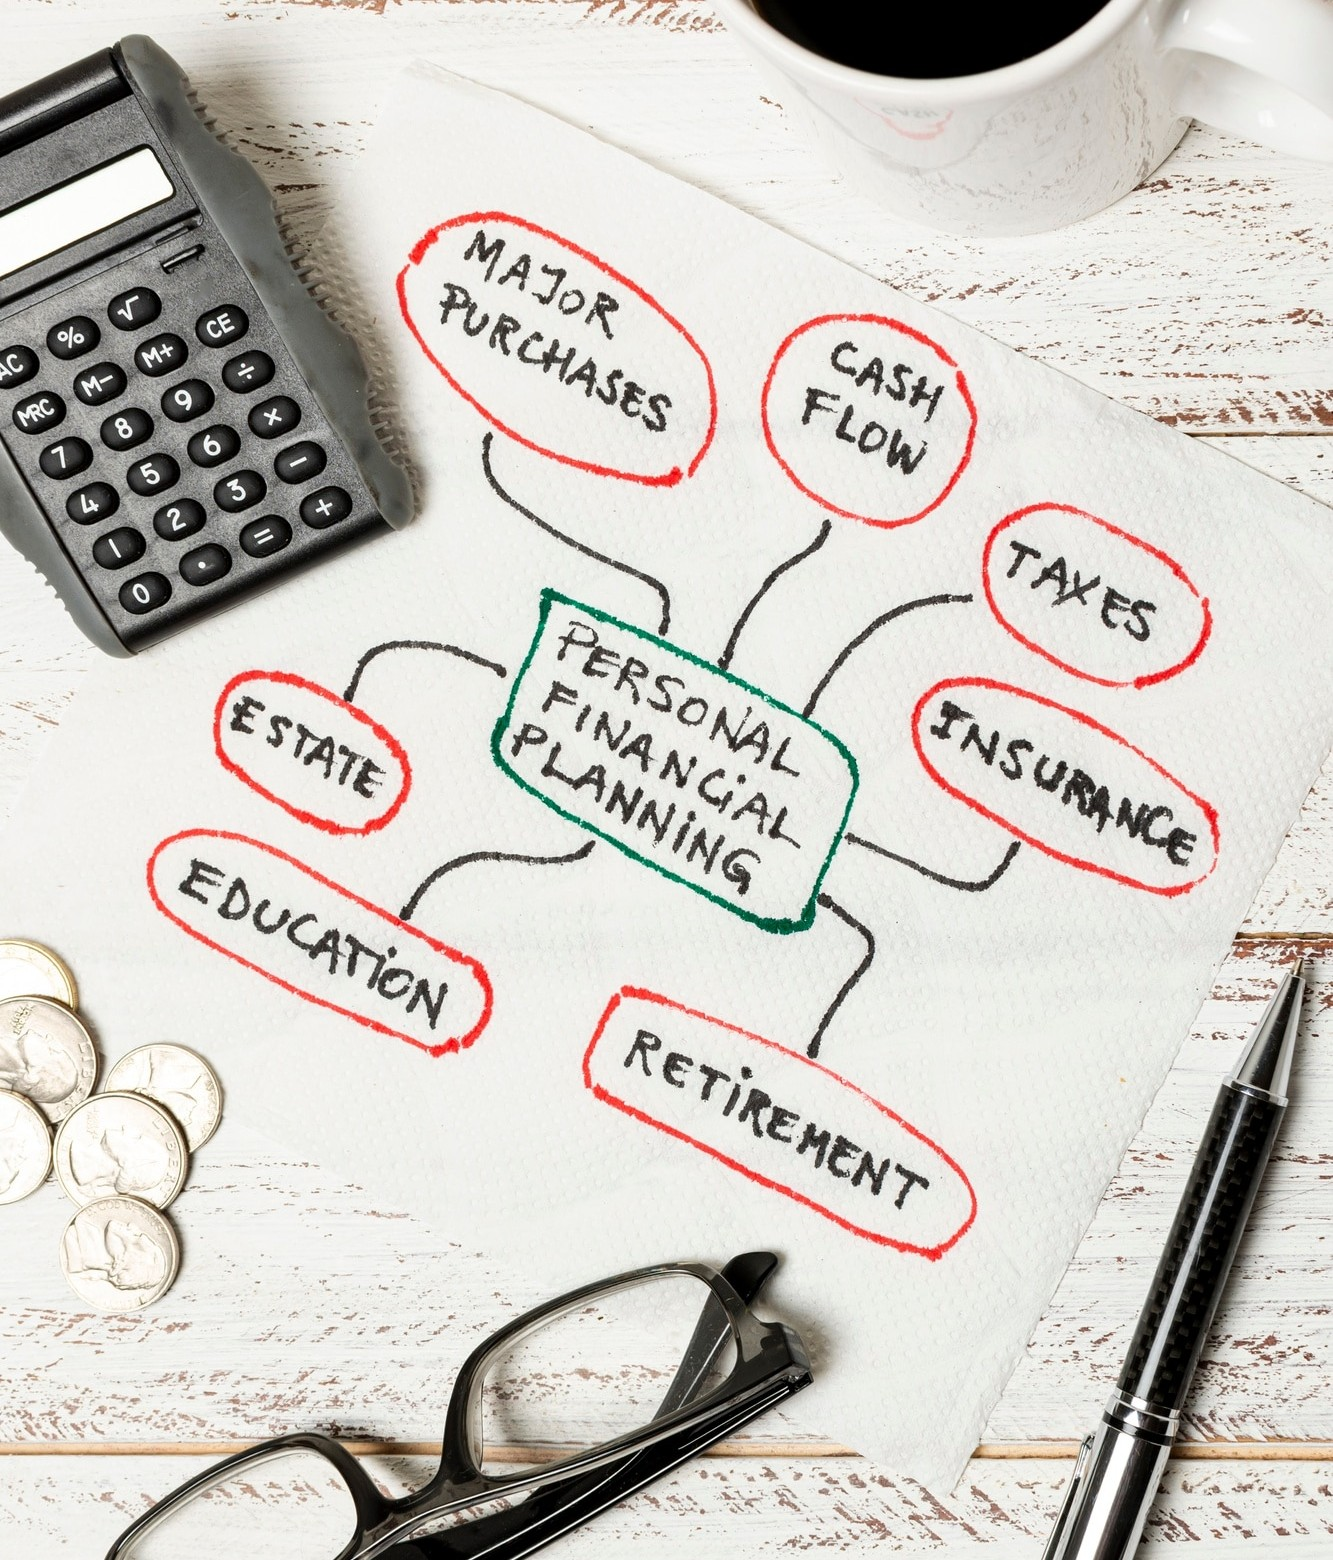 MAJOR
PURCHASES
CASH
FLOW
TAXES
PERSONAL
FINANCIAL
PLANNING
INSURANCE
ESTATE
EDUCATION
RETIREMENT
% √ CE
AC M- M+ ÷
MRC 8 9 ×
7 5 6 −
4 2 3 +
1 . =
0